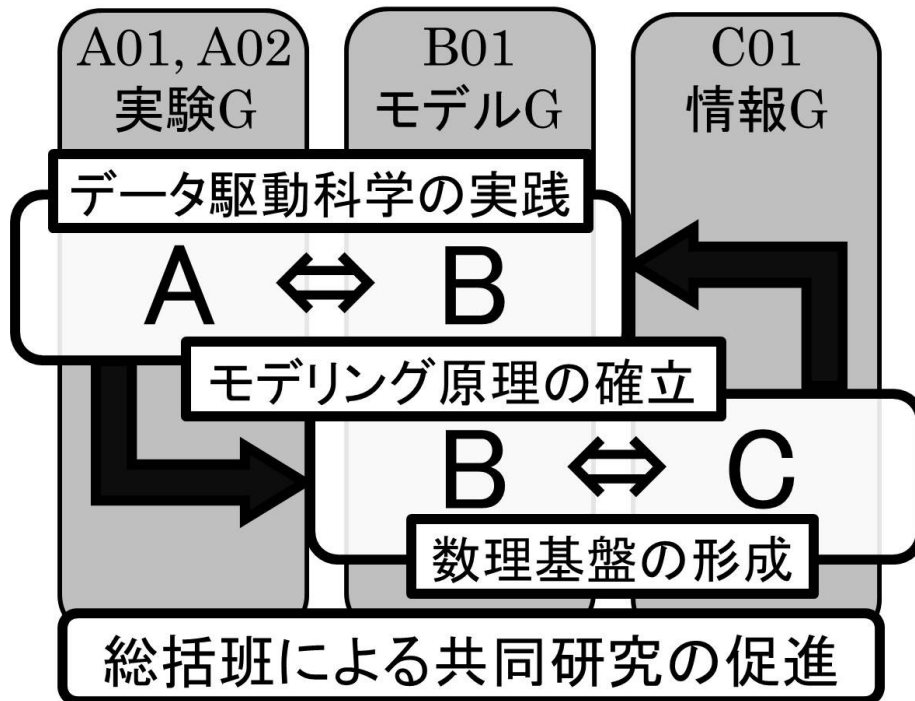 A01, A02
実験G
B01
モデルG
C01
情報G
データ駆動科学の実践
A ⇔ B
モデリング原理の確立
B ⇔ C
数理基盤の形成
総括班による共同研究の促進